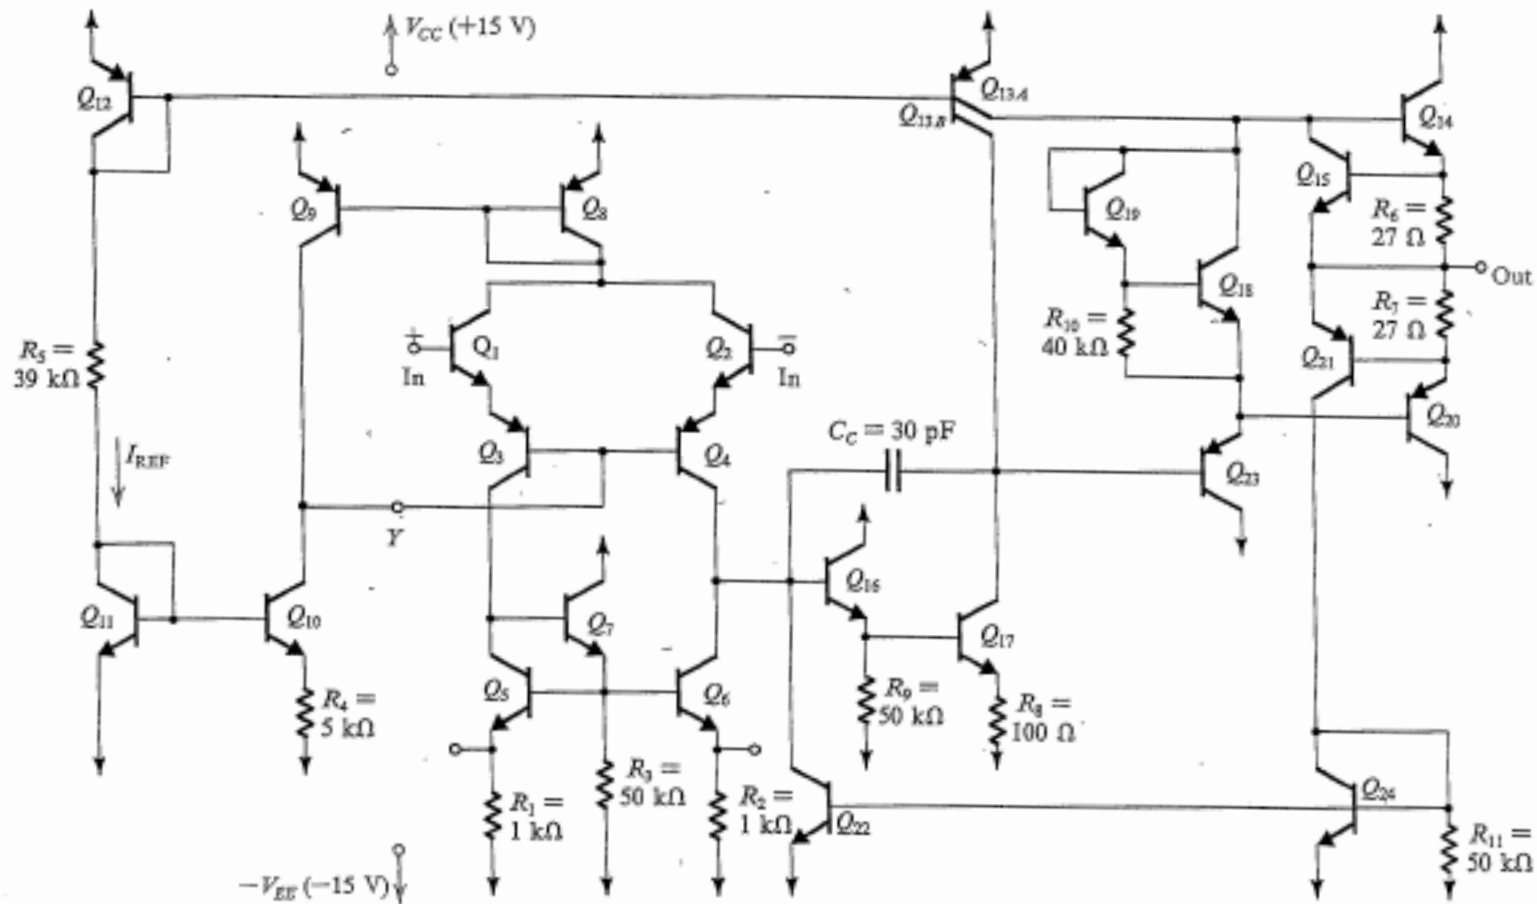 V_CC (+15 V)
Q12
Q13A
Q13B
Q14
Q9
Q8
Q19
Q15
R6 =
27 Ω
Out
Q18
R7 =
27 Ω
R10 =
40 kΩ
R5 =
39 kΩ
+
In
Q1
Q2
−
In
Q21
Q20
I_REF
Q3
Q4
C_C = 30 pF
Q23
Y
Q16
Q11
Q10
Q7
Q17
R4 =
5 kΩ
Q5
Q6
R9 =
50 kΩ
R8 =
100 Ω
R1 =
1 kΩ
R3 =
50 kΩ
R2 =
1 kΩ
Q22
Q24
R11 =
50 kΩ
−V_EE (−15 V)